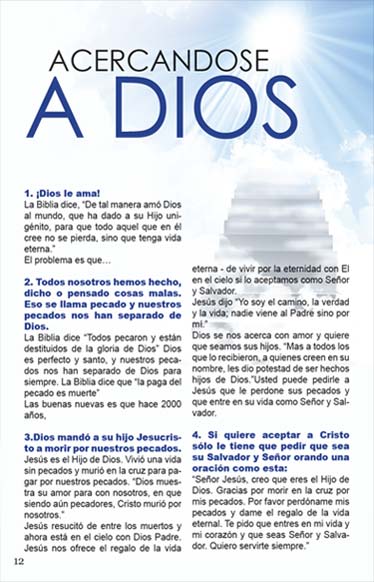 ACERCANDOSE
A DIOS
1. ¡Dios le ama!
La Biblia dice, “De tal manera amó Dios
al mundo, que ha dado a su Hijo uni-
génito, para que todo aquel que en él
cree no se pierda, sino que tenga vida
eterna.”
El problema es que…
2. Todos nosotros hemos hecho,
dicho o pensado cosas malas.
Eso se llama pecado y nuestros
pecados nos han separado de
Dios.
La Biblia dice “Todos pecaron y están
destituidos de la gloria de Dios” Dios
es perfecto y santo, y nuestros peca-
dos nos han separado de Dios para
siempre. La Biblia dice que “la paga del
pecado es muerte”
Las buenas nuevas es que hace 2000
años,
3.Dios mandó a su hijo Jesucris-
to a morir por nuestros pecados.
Jesús es el Hijo de Dios. Vivió una vida
sin pecados y murió en la cruz para pa-
gar por nuestros pecados. “Dios mues-
tra su amor para con nosotros, en que
siendo aún pecadores, Cristo murió por
nosotros.”
Jesús resucitó de entre los muertos y
ahora está en el cielo con Dios Padre.
Jesús nos ofrece el regalo de la vida
eterna - de vivir por la eternidad con El
en el cielo si lo aceptamos como Señor
y Salvador.
Jesús dijo “Yo soy el camino, la verdad
y la vida; nadie viene al Padre sino por
mí.”
Dios se nos acerca con amor y quiere
que seamos sus hijos. “Mas a todos los
que lo recibieron, a quienes creen en su
nombre, les dio potestad de ser hechos
hijos de Dios.”Usted puede pedirle a
Jesús que le perdone sus pecados y
que entre en su vida como Señor y Sal-
vador.
4. Si quiere aceptar a Cristo
sólo le tiene que pedir que sea
su Salvador y Señor orando una
oración como esta:
“Señor Jesús, creo que eres el Hijo de
Dios. Gracias por morir en la cruz por
mis pecados. Por favor perdóname mis
pecados y dame el regalo de la vida
eternal. Te pido que entres en mi vida y
mi corazón y que seas Señor y Salva-
dor. Quiero servirte siempre.”
12